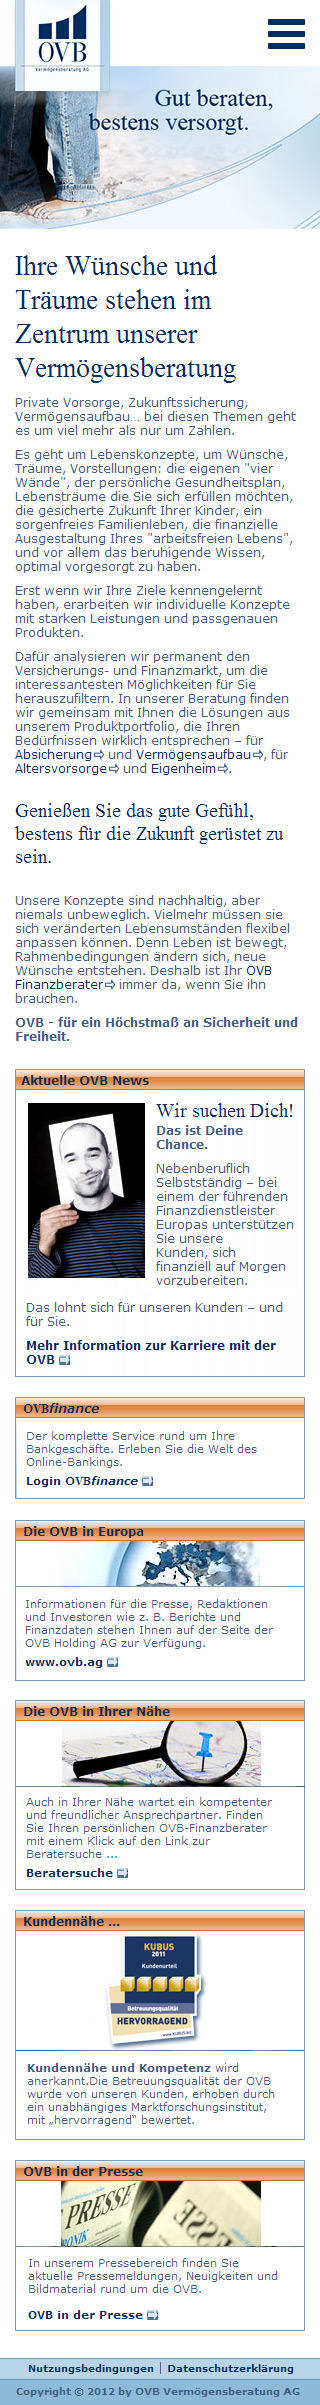 OVB
Vermögensberatung AG
Gut beraten,
bestens versorgt.
Ihre Wünsche und
Träume stehen im
Zentrum unserer
Vermögensberatung
Private Vorsorge, Zukunftssicherung,
Vermögensaufbau… bei diesen Themen geht
es um viel mehr als nur um Zahlen.
Es geht um Lebenskonzepte, um Wünsche,
Träume, Vorstellungen: die eigenen "vier
Wände", der persönliche Gesundheitsplan,
Lebensträume die Sie sich erfüllen möchten,
die gesicherte Zukunft Ihrer Kinder, ein
sorgenfreies Familienleben, die finanzielle
Ausgestaltung Ihres "arbeitsfreien Lebens",
und vor allem das beruhigende Wissen,
optimal vorgesorgt zu haben.
Erst wenn wir Ihre Ziele kennengelernt
haben, erarbeiten wir individuelle Konzepte
mit starken Leistungen und passgenauen
Produkten.
Dafür analysieren wir permanent den
Versicherungs- und Finanzmarkt, um die
interessantesten Möglichkeiten für Sie
herauszufiltern. In unserer Beratung finden
wir gemeinsam mit Ihnen die Lösungen aus
unserem Produktportfolio, die Ihren
Bedürfnissen wirklich entsprechen – für
Absicherung und Vermögensaufbau, für
Altersvorsorge und Eigenheim.
Genießen Sie das gute Gefühl,
bestens für die Zukunft gerüstet zu
sein.
Unsere Konzepte sind nachhaltig, aber
niemals unbeweglich. Vielmehr müssen sie
sich veränderten Lebensumständen flexibel
anpassen können. Denn Leben ist bewegt,
Rahmenbedingungen ändern sich, neue
Wünsche entstehen. Deshalb ist Ihr OVB
Finanzberater immer da, wenn Sie ihn
brauchen.
OVB - für ein Höchstmaß an Sicherheit und
Freiheit.
Aktuelle OVB News
Wir suchen Dich!
Das ist Deine
Chance.
Nebenberuflich
Selbstständig – bei
einem der führenden
Finanzdienstleister
Europas unterstützen
Sie unsere
Kunden, sich
finanziell auf Morgen
vorzubereiten.
Das lohnt sich für unseren Kunden – und
für Sie.
Mehr Information zur Karriere mit der
OVB
OVBfinance
Der komplette Service rund um Ihre
Bankgeschäfte. Erleben Sie die Welt des
Online-Bankings.
Login OVBfinance
Die OVB in Europa
Informationen für die Presse, Redaktionen
und Investoren wie z. B. Berichte und
Finanzdaten stehen Ihnen auf der Seite der
OVB Holding AG zur Verfügung.
www.ovb.ag
Die OVB in Ihrer Nähe
Auch in Ihrer Nähe wartet ein kompetenter
und freundlicher Ansprechpartner. Finden
Sie Ihren persönlichen OVB-Finanzberater
mit einem Klick auf den Link zur
Beratersuche ...
Beratersuche
Kundennähe ...
KUBUS
2011
Kundenurteil
Betreuungsqualität
HERVORRAGEND
www.KUBUS.biz
Kundennähe und Kompetenz wird
anerkannt.Die Betreuungsqualität der OVB
wurde von unseren Kunden, erhoben durch
ein unabhängiges Marktforschungsinstitut,
mit „hervorragend“ bewertet.
OVB in der Presse
PRESSE
RONIK
PRESSE
In unserem Pressebereich finden Sie
aktuelle Pressemeldungen, Neuigkeiten und
Bildmaterial rund um die OVB.
OVB in der Presse
Nutzungsbedingungen | Datenschutzerklärung
Copyright © 2012 by OVB Vermögensberatung AG